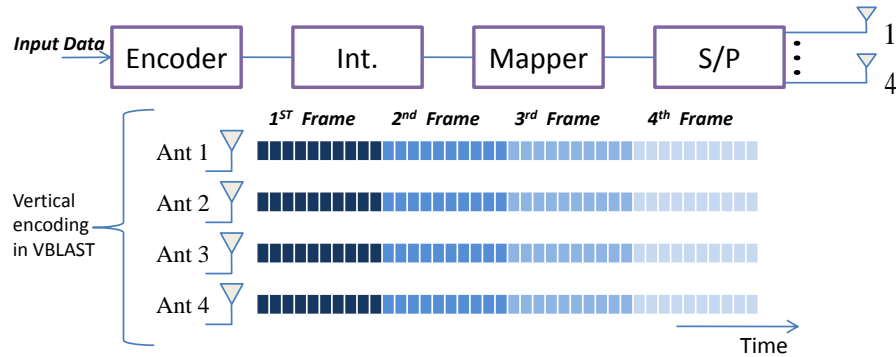 Input Data
Encoder
Int.
Mapper
S/P
1
4
1ST Frame
2nd Frame
3rd Frame
4th Frame
Ant 1
Ant 2
Ant 3
Ant 4
Vertical
encoding
in VBLAST
Time